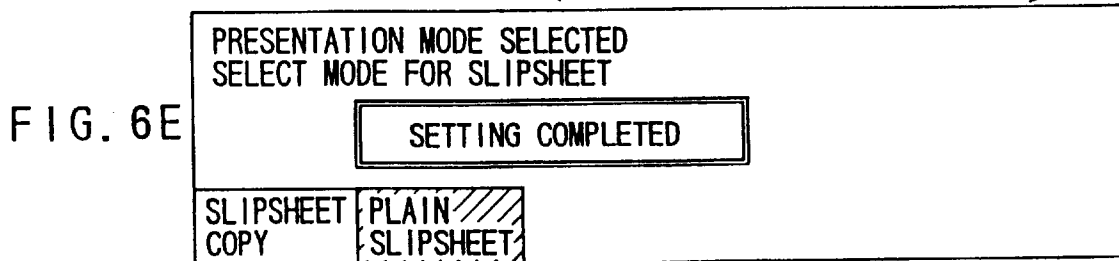 PRESENTATION MODE SELECTED
SELECT MODE FOR SLIPSHEET
FIG. 6E
SETTING COMPLETED
SLIPSHEET PLAIN
COPY SLIPSHEET